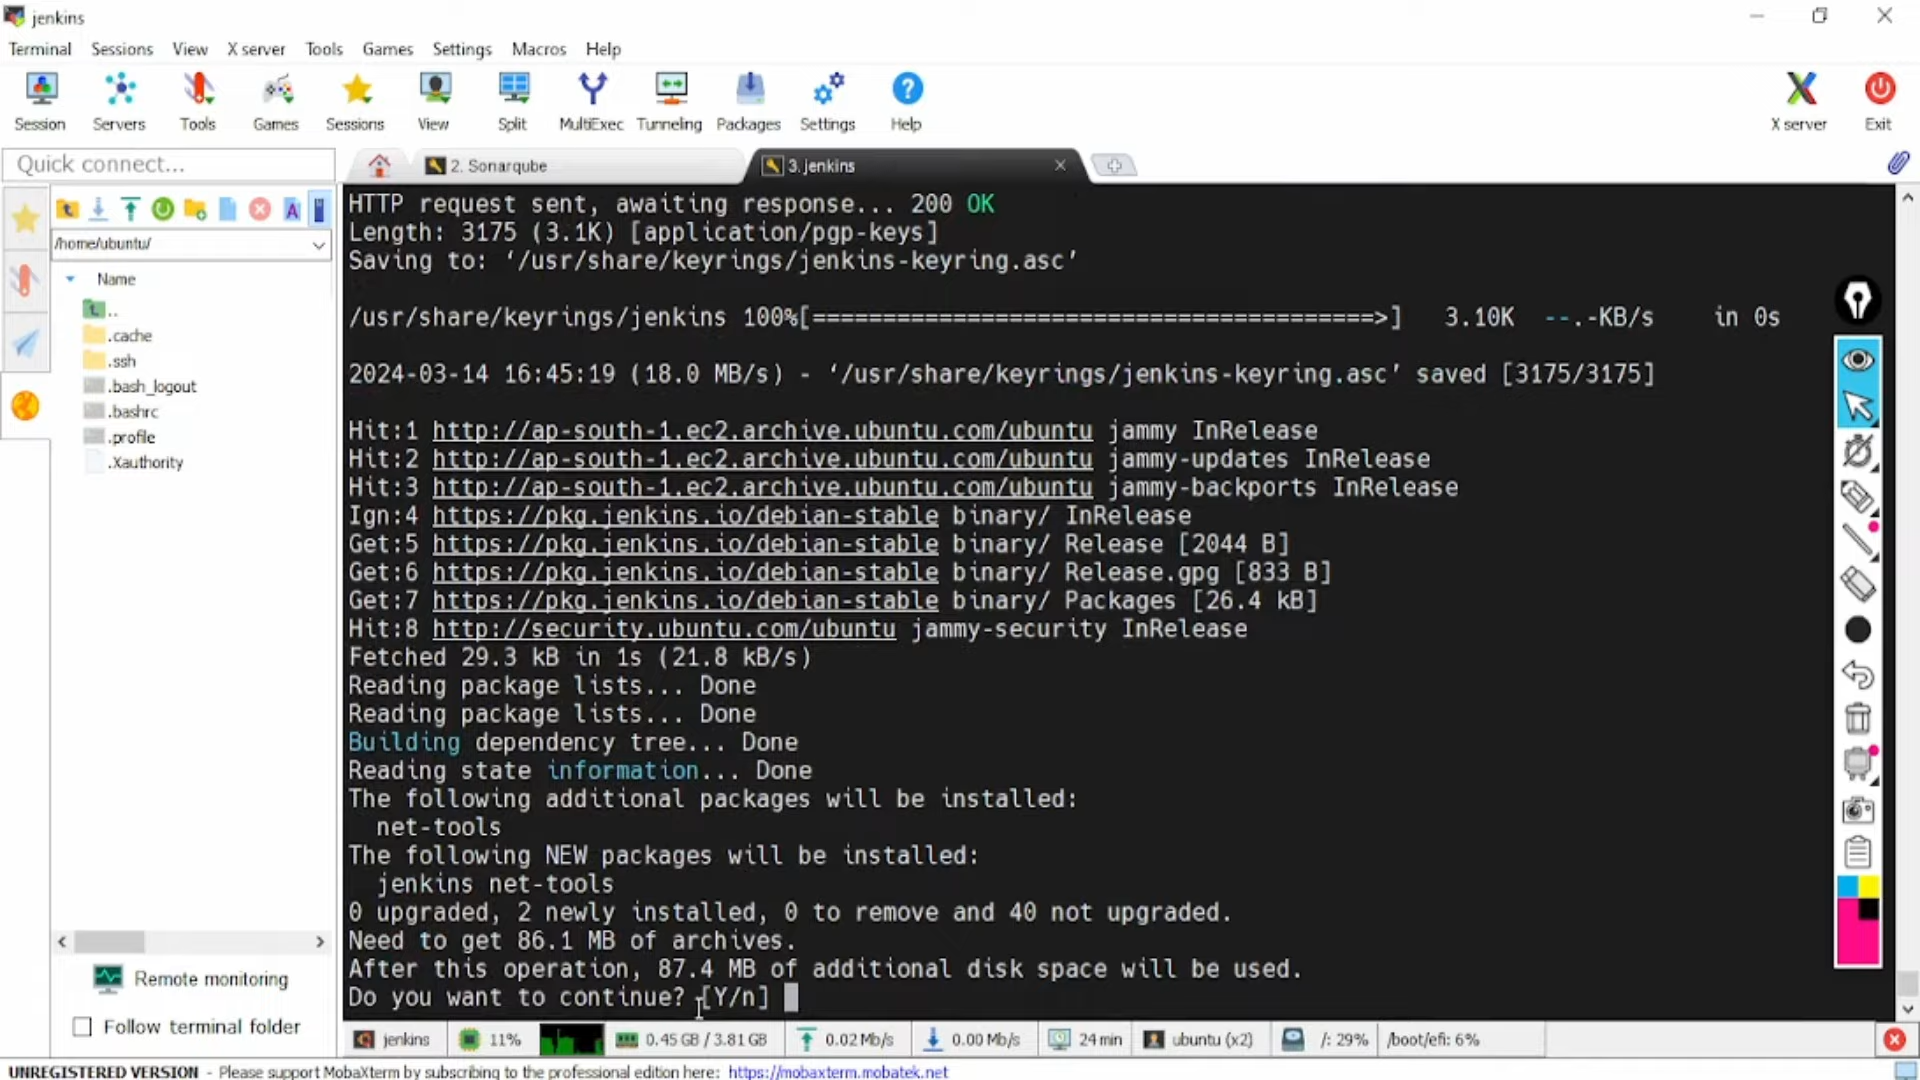 jenkins
Terminal Sessions View X server Tools Games Settings Macros Help
Session Servers Tools Games Sessions View Split MultiExec Tunneling Packages Settings Help X server Exit
Quick connect...
2. Sonarqube
3. jenkins
/home/ubuntu/
Name
..
.cache
.ssh
.bash_logout
.bashrc
.profile
.Xauthority
HTTP request sent, awaiting response... 200 OK
Length: 3175 (3.1K) [application/pgp-keys]
Saving to: ‘/usr/share/keyrings/jenkins-keyring.asc’
/usr/share/keyrings/jenkins 100%[========================================>] 3.10K --.-KB/s in 0s
2024-03-14 16:45:19 (18.0 MB/s) - ‘/usr/share/keyrings/jenkins-keyring.asc’ saved [3175/3175]
Hit:1 http://ap-south-1.ec2.archive.ubuntu.com/ubuntu jammy InRelease
Hit:2 http://ap-south-1.ec2.archive.ubuntu.com/ubuntu jammy-updates InRelease
Hit:3 http://ap-south-1.ec2.archive.ubuntu.com/ubuntu jammy-backports InRelease
Ign:4 https://pkg.jenkins.io/debian-stable binary/ InRelease
Get:5 https://pkg.jenkins.io/debian-stable binary/ Release [2044 B]
Get:6 https://pkg.jenkins.io/debian-stable binary/ Release.gpg [833 B]
Get:7 https://pkg.jenkins.io/debian-stable binary/ Packages [26.4 kB]
Hit:8 http://security.ubuntu.com/ubuntu jammy-security InRelease
Fetched 29.3 kB in 1s (21.8 kB/s)
Reading package lists... Done
Reading package lists... Done
Building dependency tree... Done
Reading state information... Done
The following additional packages will be installed:
net-tools
The following NEW packages will be installed:
jenkins net-tools
0 upgraded, 2 newly installed, 0 to remove and 40 not upgraded.
Need to get 86.1 MB of archives.
After this operation, 87.4 MB of additional disk space will be used.
Do you want to continue? [Y/n]
Remote monitoring
Follow terminal folder
jenkins 11% 0.45 GB / 3.81 GB 0.02 Mb/s 0.00 Mb/s 24 min ubuntu (x2) /: 29% /boot/efi: 6%
UNREGISTERED VERSION - Please support MobaXterm by subscribing to the professional edition here: https://mobaxterm.mobatek.net